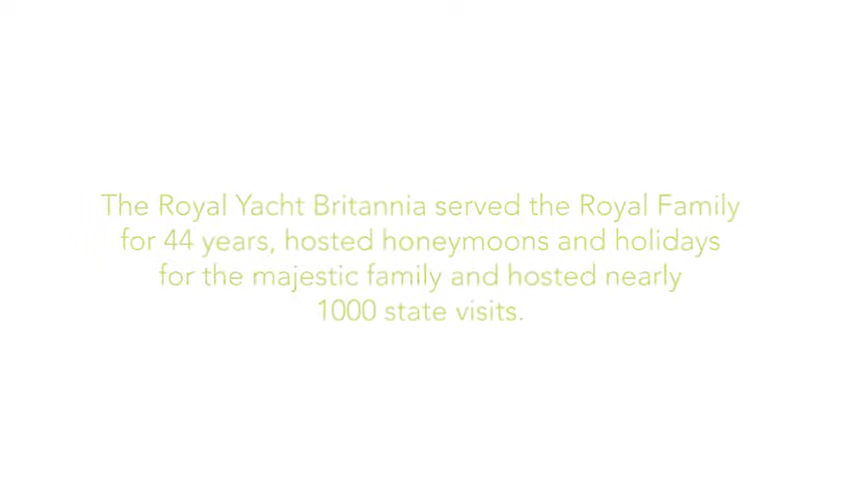 The Royal Yacht Britannia served the Royal Family
for 44 years, hosted honeymoons and holidays
for the majestic family and hosted nearly
1000 state visits.